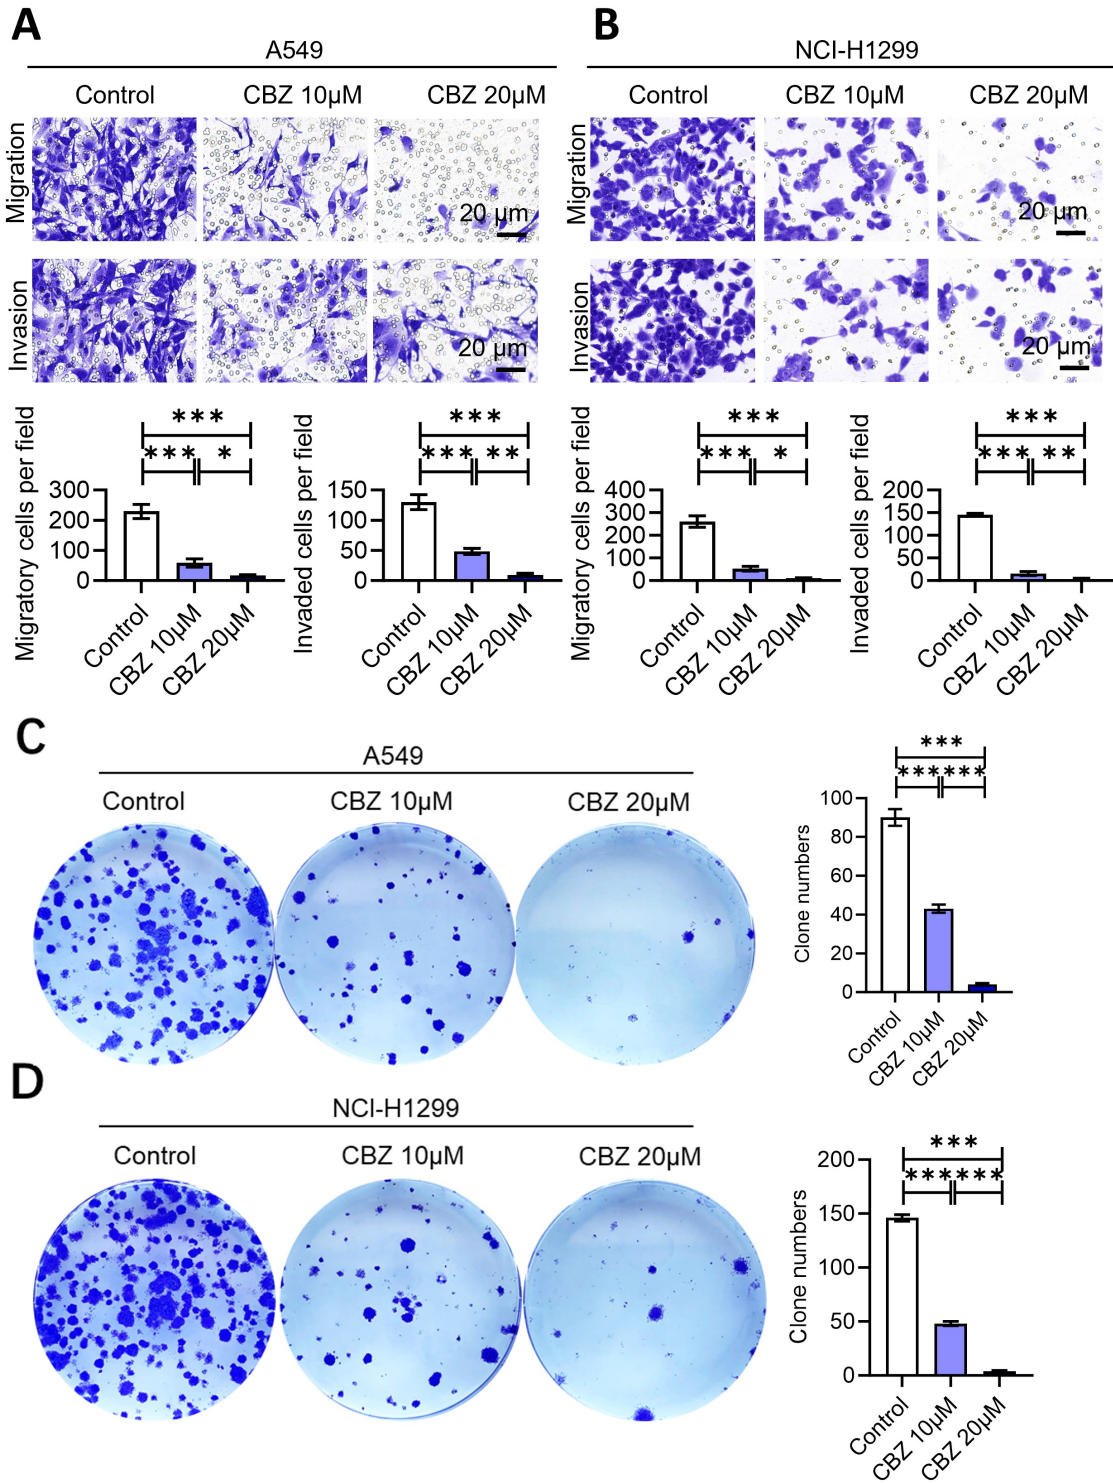 A
B
A549
NCI-H1299
Control CBZ 10μM CBZ 20μM
Control CBZ 10μM CBZ 20μM
Migration
20 μm
Migration
20 μm
Invasion
20 μm
Invasion
20 μm
Migratory cells per field
***
*** *
300
200
100
0
Control
CBZ 10μM
CBZ 20μM
Invaded cells per field
***
*** **
150
100
50
0
Control
CBZ 10μM
CBZ 20μM
Migratory cells per field
***
*** *
400
300
200
100
0
Control
CBZ 10μM
CBZ 20μM
Invaded cells per field
***
*** **
200
150
100
50
0
Control
CBZ 10μM
CBZ 20μM
C
A549
Control CBZ 10μM CBZ 20μM
Clone numbers
***
*** ***
100
80
60
40
20
0
Control
CBZ 10μM
CBZ 20μM
D
NCI-H1299
Control CBZ 10μM CBZ 20μM
Clone numbers
***
*** ***
200
150
100
50
0
Control
CBZ 10μM
CBZ 20μM